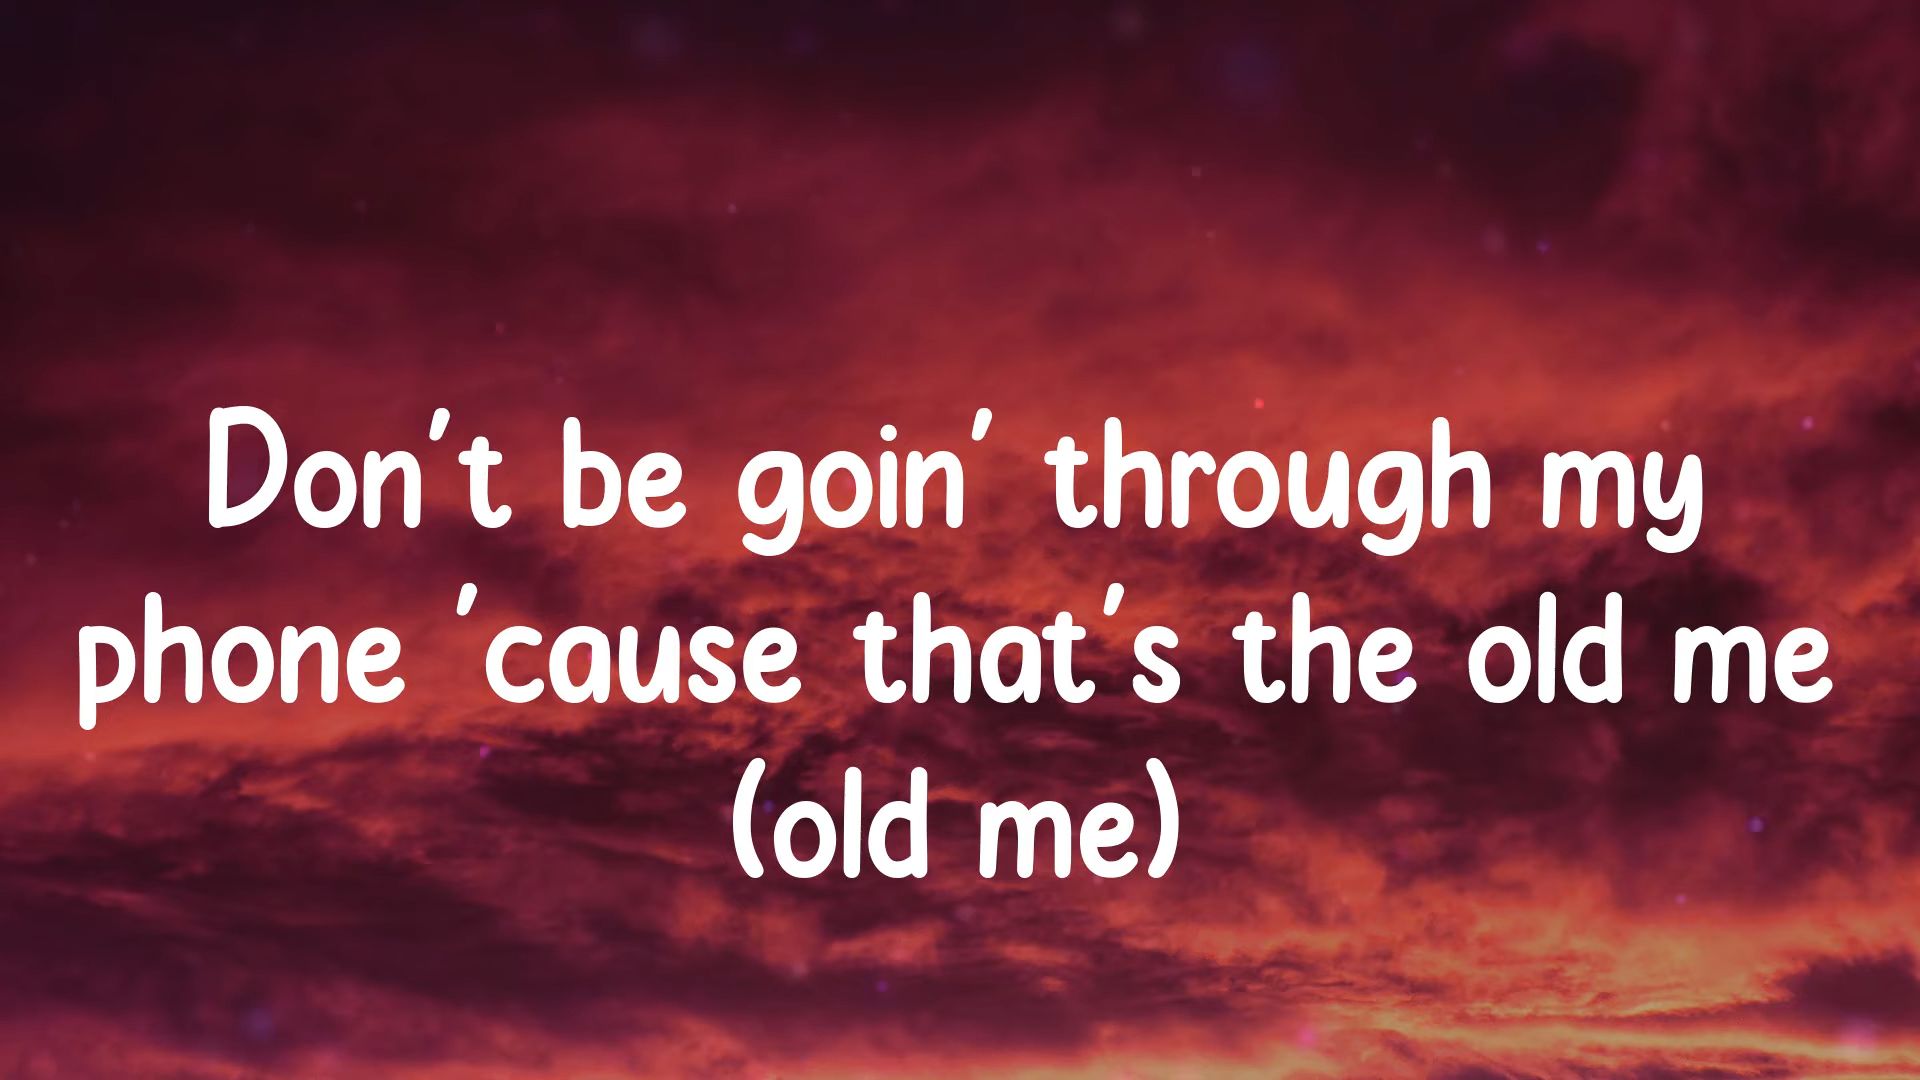 Don't be goin' through my
phone 'cause that's the old me
(old me)